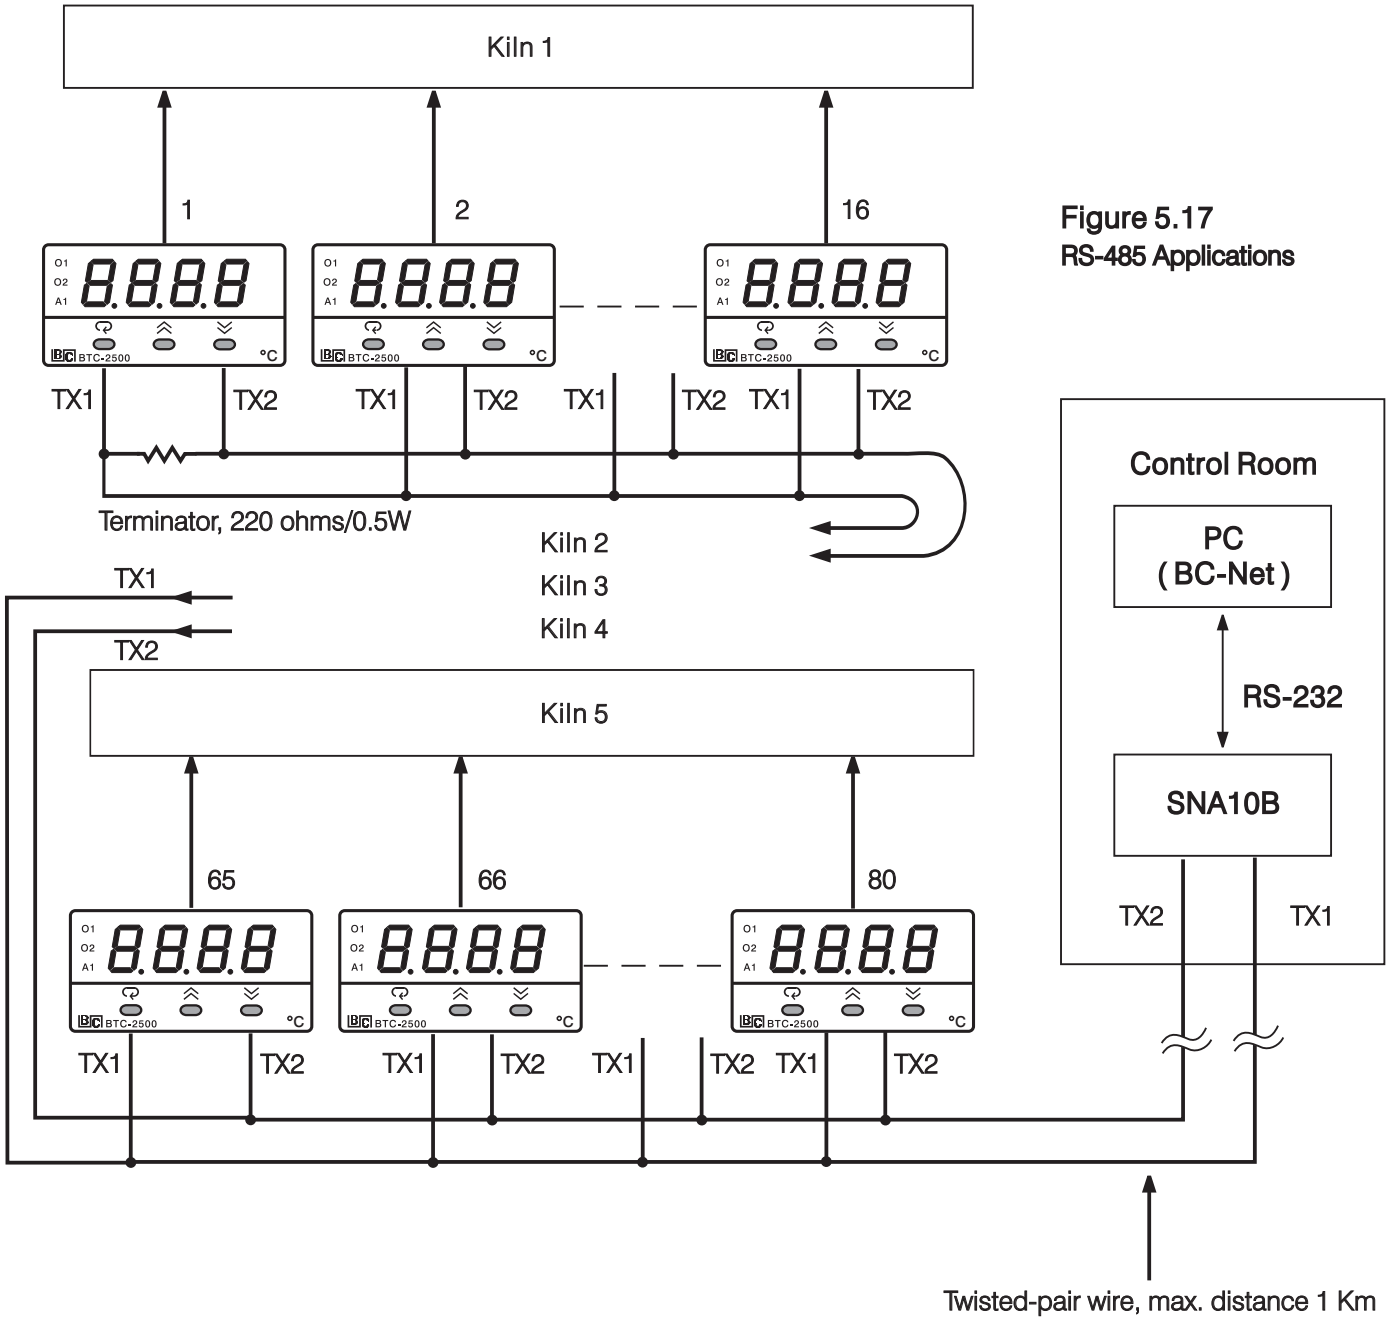 Kiln 1
1
2
16
Figure 5.17
RS-485 Applications
O1
O2
A1
8.8.8.8
BC BTC-2500
°C
O1
O2
A1
8.8.8.8
BC BTC-2500
°C
O1
O2
A1
8.8.8.8
BC BTC-2500
°C
TX1
TX2
TX1
TX2
TX1
TX2
TX1
TX2
Terminator, 220 ohms/0.5W
Kiln 2
Kiln 3
Kiln 4
TX1
TX2
Kiln 5
65
66
80
O1
O2
A1
8.8.8.8
BC BTC-2500
°C
O1
O2
A1
8.8.8.8
BC BTC-2500
°C
O1
O2
A1
8.8.8.8
BC BTC-2500
°C
TX1
TX2
TX1
TX2
TX1
TX2
TX1
TX2
Control Room
PC
( BC-Net )
RS-232
SNA10B
TX2
TX1
Twisted-pair wire, max. distance 1 Km